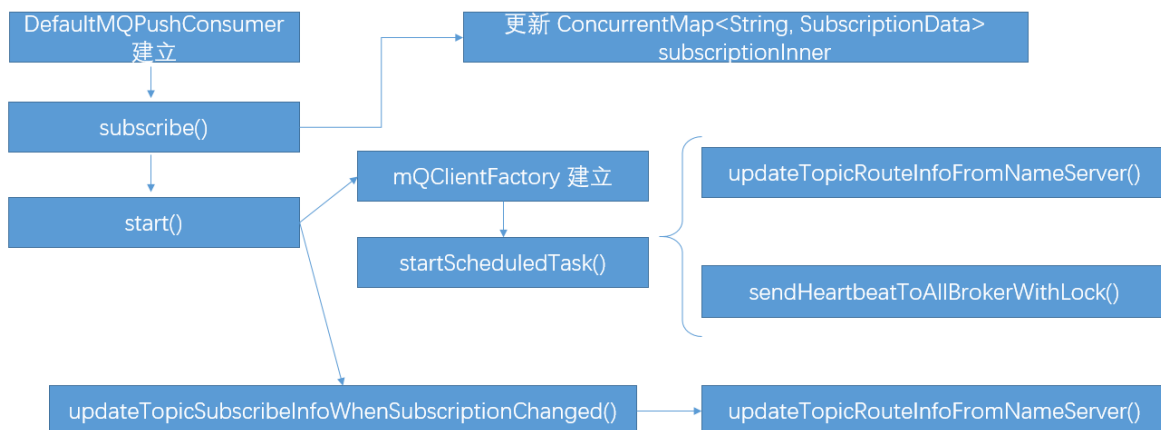 DefaultMQPushConsumer
建立
更新 ConcurrentMap<String, SubscriptionData>
subscriptionInner
subscribe()
mQClientFactory 建立
updateTopicRouteInfoFromNameServer()
start()
startScheduledTask()
sendHeartbeatToAllBrokerWithLock()
updateTopicSubscribeInfoWhenSubscriptionChanged()
updateTopicRouteInfoFromNameServer()